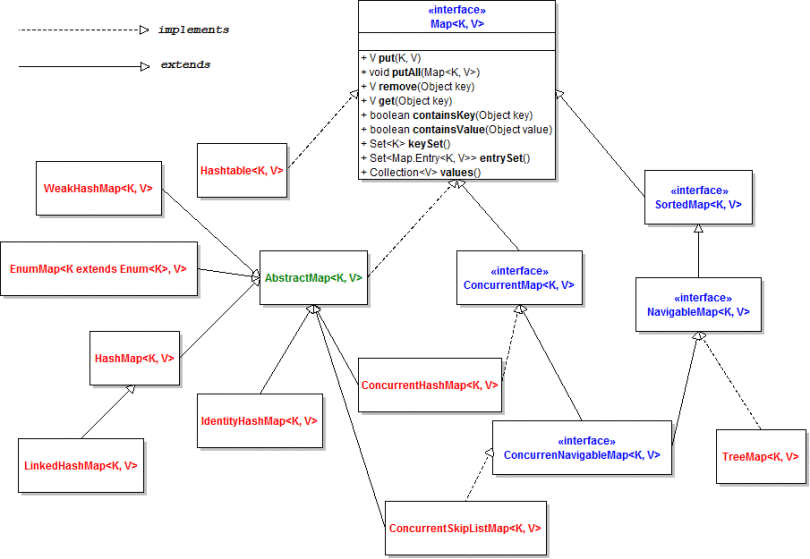 implements
extends
«interface»
Map<K, V>
+ V put(K, V)
+ void putAll(Map<K, V>)
+ V remove(Object key)
+ V get(Object key)
+ boolean containsKey(Object key)
+ boolean containsValue(Object value)
+ Set<K> keySet()
+ Set<Map.Entry<K, V>> entrySet()
+ Collection<V> values()
Hashtable<K, V>
WeakHashMap<K, V>
«interface»
SortedMap<K, V>
EnumMap<K extends Enum<K>, V>
AbstractMap<K, V>
«interface»
ConcurrentMap<K, V>
«interface»
NavigableMap<K, V>
HashMap<K, V>
ConcurrentHashMap<K, V>
IdentityHashMap<K, V>
«interface»
ConcurrenNavigableMap<K, V>
LinkedHashMap<K, V>
TreeMap<K, V>
ConcurrentSkipListMap<K, V>